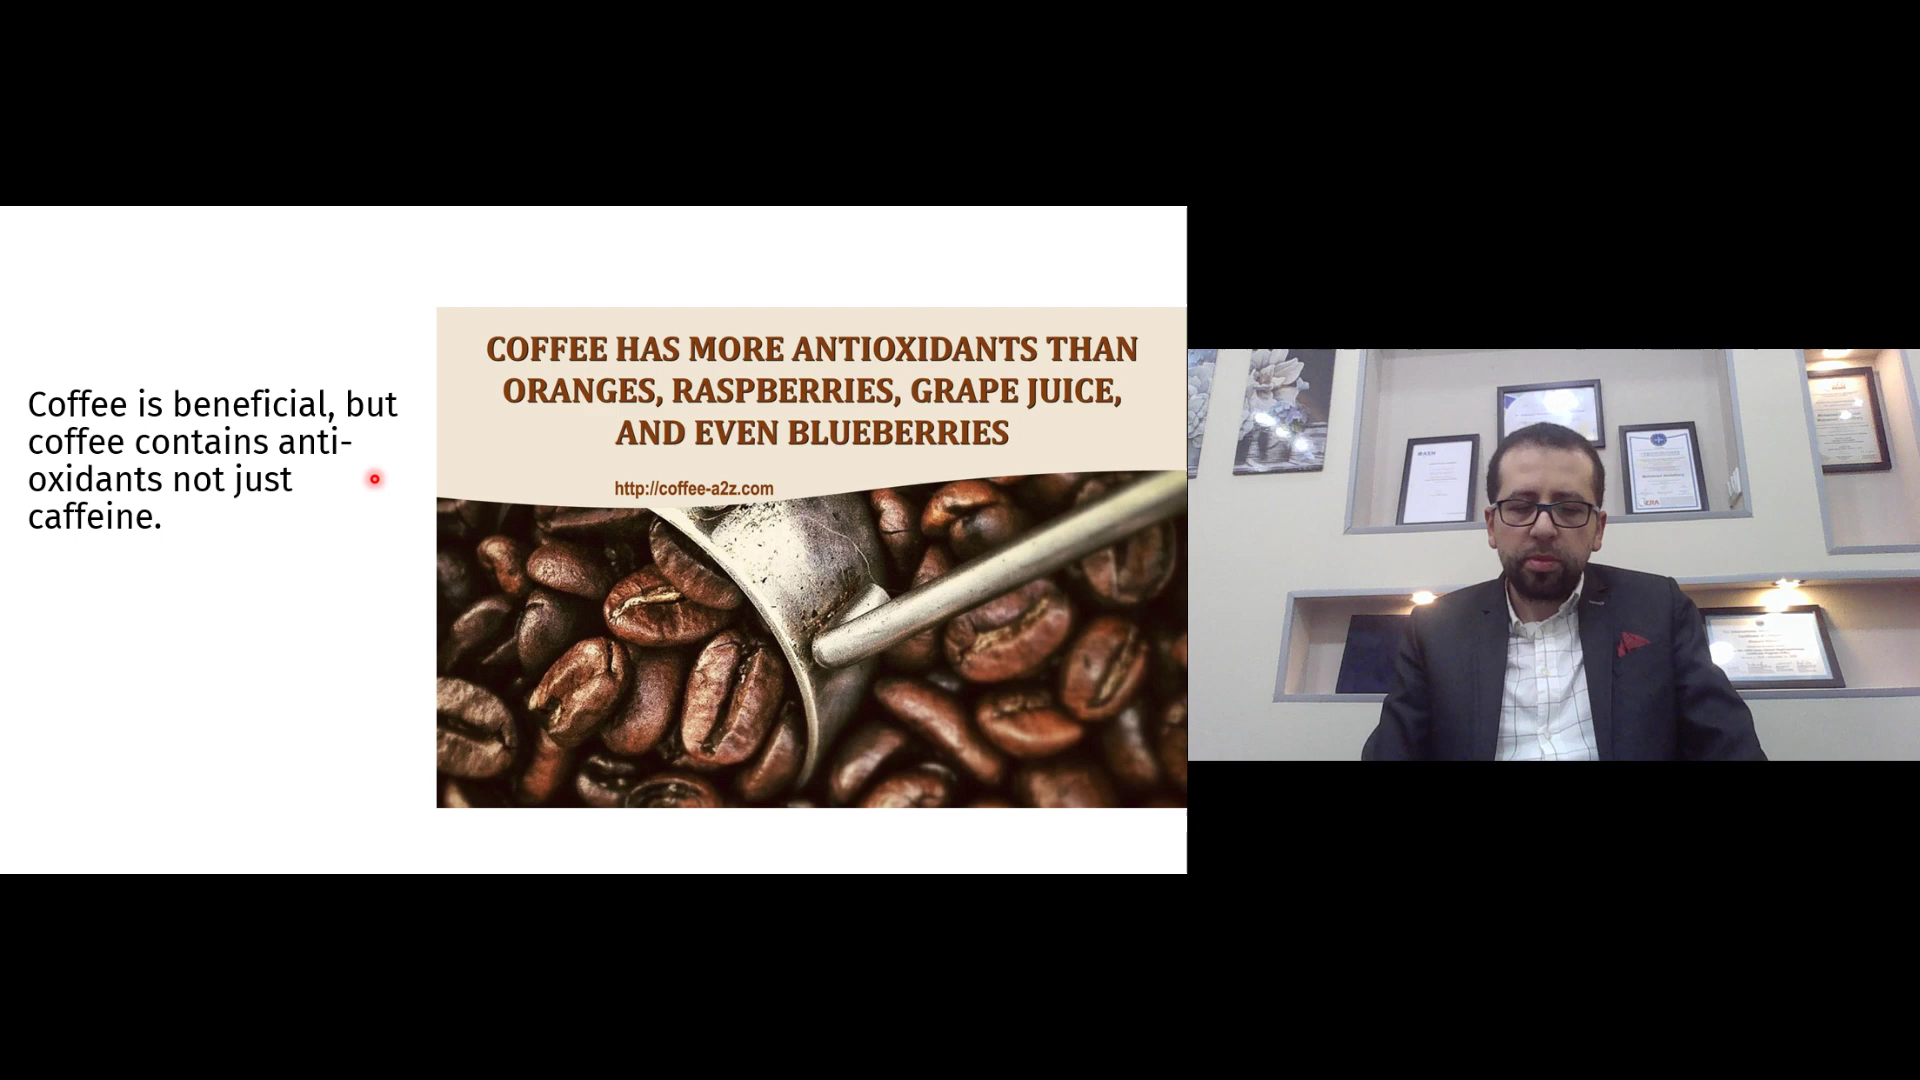 Coffee is beneficial, but
coffee contains anti-
oxidants not just
caffeine.
COFFEE HAS MORE ANTIOXIDANTS THAN
ORANGES, RASPBERRIES, GRAPE JUICE,
AND EVEN BLUEBERRIES
http://coffee-a2z.com